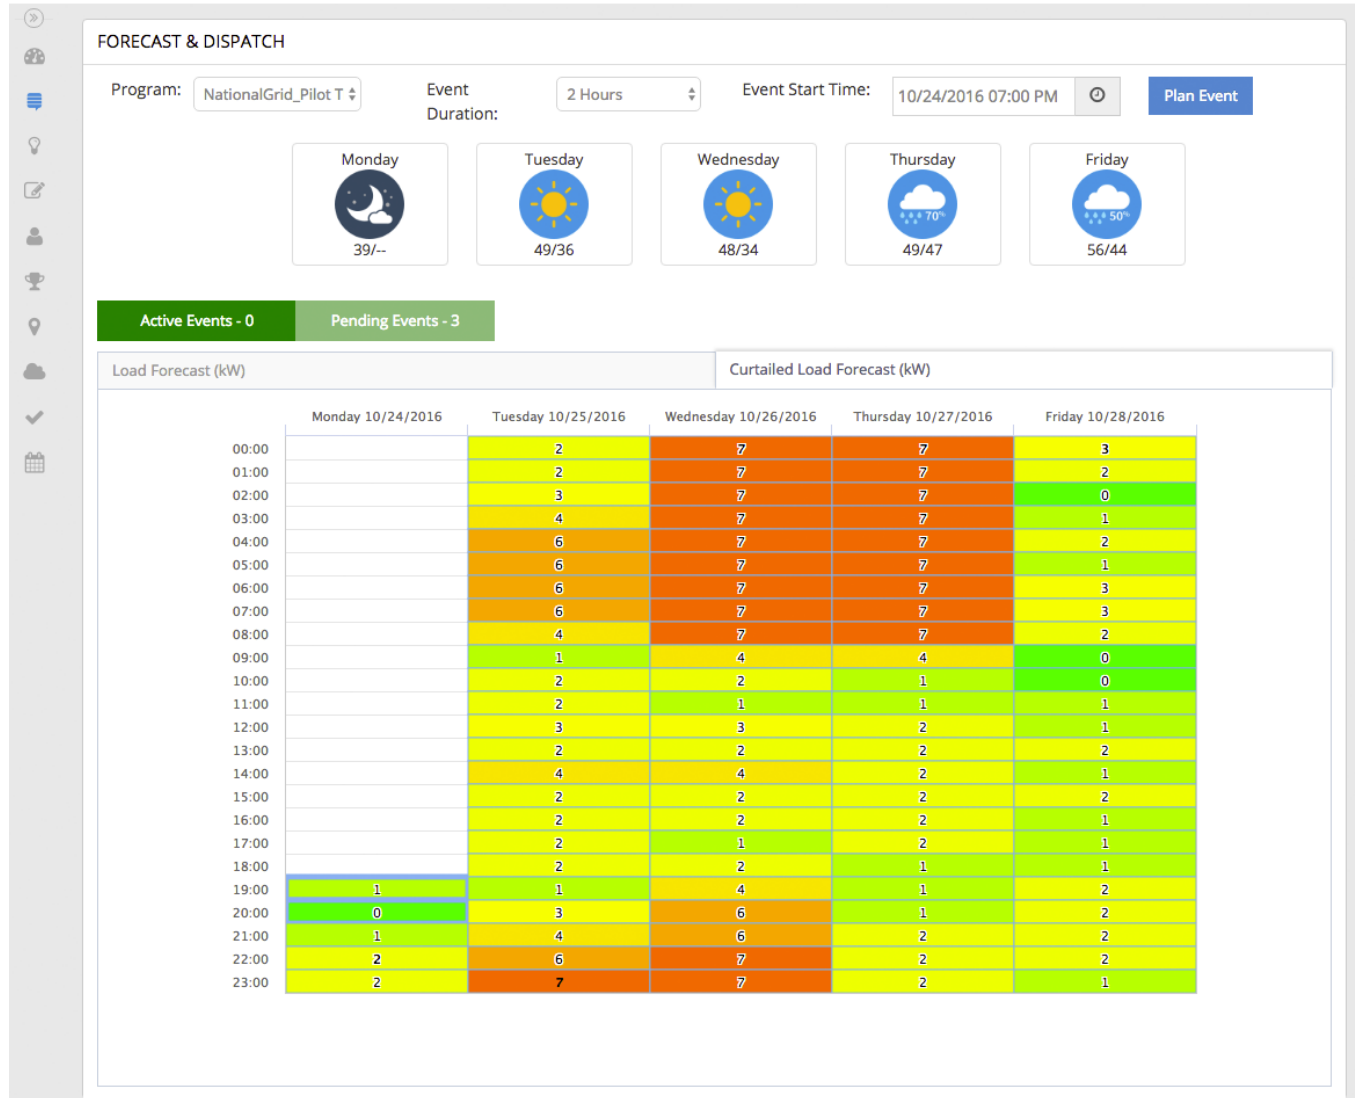 FORECAST & DISPATCH
Program: NationalGrid_Pilot T Event Duration: 2 Hours Event Start Time: 10/24/2016 07:00 PM Plan Event
Monday Tuesday Wednesday Thursday Friday
70% 50%
39/-- 49/36 48/34 49/47 56/44
Active Events - 0 Pending Events - 3
Load Forecast (kW) Curtailed Load Forecast (kW)
Monday 10/24/2016 Tuesday 10/25/2016 Wednesday 10/26/2016 Thursday 10/27/2016 Friday 10/28/2016
00:00 2 7 7 3
01:00 2 7 7 2
02:00 3 7 7 0
03:00 4 7 7 1
04:00 6 7 7 2
05:00 6 7 7 1
06:00 6 7 7 3
07:00 6 7 7 3
08:00 4 7 7 2
09:00 1 4 4 0
10:00 2 2 1 0
11:00 2 1 1 1
12:00 3 3 2 1
13:00 2 2 2 2
14:00 4 4 2 1
15:00 2 2 2 2
16:00 2 2 2 1
17:00 2 1 2 1
18:00 2 2 1 1
19:00 1 1 4 1 2
20:00 0 3 6 1 2
21:00 1 4 6 2 2
22:00 2 6 7 2 2
23:00 2 7 7 2 1